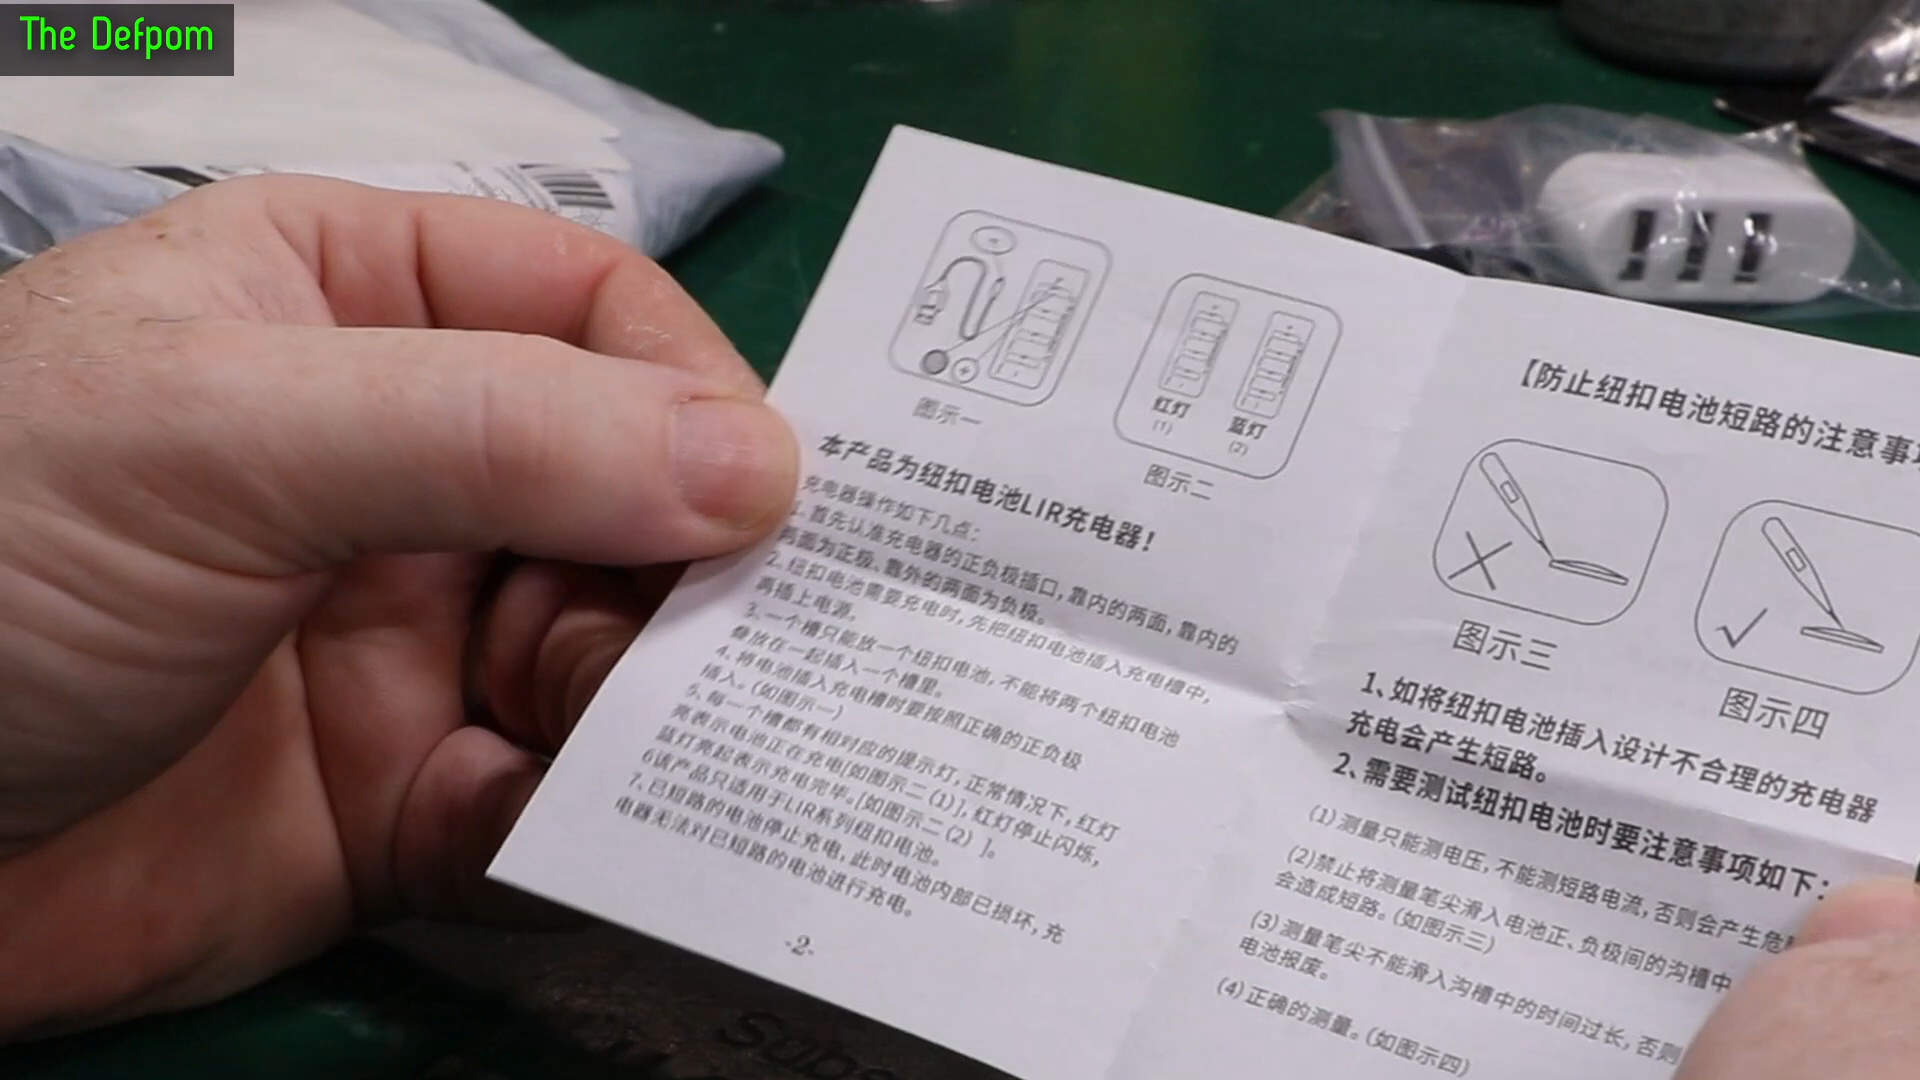 The Defpom
图示一
红灯
(1)
蓝灯
(2)
图示二
本产品为纽扣电池LIR充电器！
充电器操作如下几点：
1. 首先认准充电器的正负极插口，靠内的两面，靠内的
两面为正极、靠外的两面为负极。
2、纽扣电池需要充电时，先把纽扣电池插入充电槽中，
再插上电源。
3、一个槽只能放一个纽扣电池，不能将两个纽扣电池
叠放在一起插入一个槽里。
4、将电池插入充电槽时要按照正确的正负极
插入。（如图示一）
5、每一个槽都有相对应的提示灯，正常情况下，红灯
亮表示电池正在充电[如图示二（1）]，红灯停止闪烁，
蓝灯亮起表示充电完毕。[如图示二（2）]。
6该产品只适用于LIR系列纽扣电池。
7、已短路的电池停止充电，此时电池内部已损坏，充
电器无法对已短路的电池进行充电。
-2-
【防止纽扣电池短路的注意事
图示三
图示四
1、如将纽扣电池插入设计不合理的充电器
充电会产生短路。
2、需要测试纽扣电池时要注意事项如下：
(1)测量只能测电压，不能测短路电流，否则会产生危
(2)禁止将测量笔尖滑入电池正、负极间的沟槽中
会造成短路。（如图示三）
(3)测量笔尖不能滑入沟槽中的时间过长，否则
电池报废。
(4)正确的测量。（如图示四）
Subs